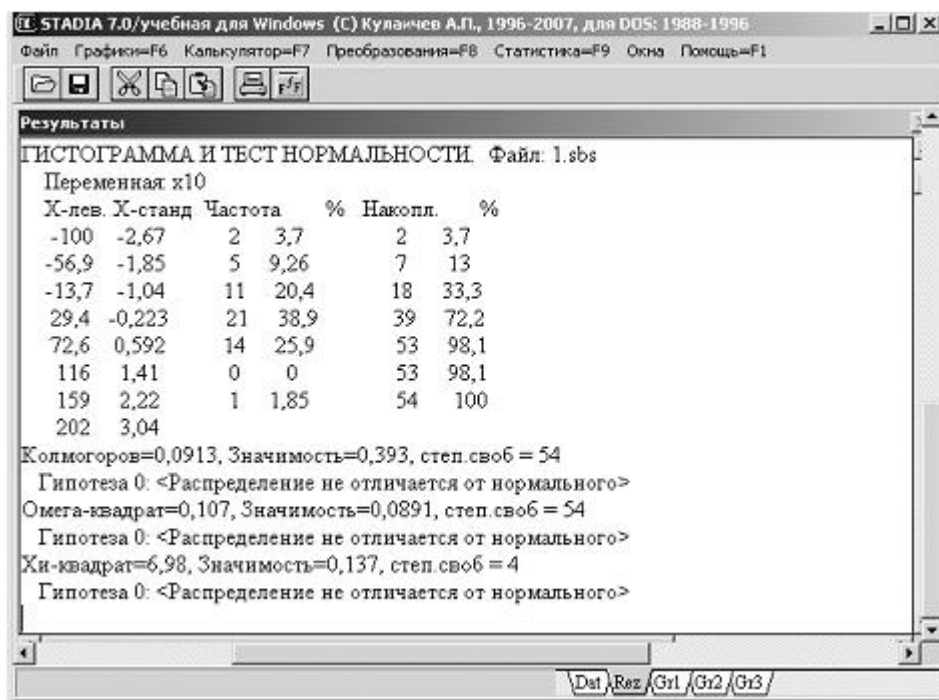 STADIA 7.0/учебная для Windows (C) Кулаичев А.П., 1996-2007, для DOS: 1988-1996
Файл Графики=F6 Калькулятор=F7 Преобразования=F8 Статистика=F9 Окна Помощь=F1
Результаты
ГИСТОГРАММА И ТЕСТ НОРМАЛЬНОСТИ. Файл: 1.sbs
Переменная: x10
X-лев. X-станд Частота % Накопл. %
-100 -2,67 2 3,7 2 3,7
-56,9 -1,85 5 9,26 7 13
-13,7 -1,04 11 20,4 18 33,3
29,4 -0,223 21 38,9 39 72,2
72,6 0,592 14 25,9 53 98,1
116 1,41 0 0 53 98,1
159 2,22 1 1,85 54 100
202 3,04
Колмогоров=0,0913, Значимость=0,393, степ.своб = 54
Гипотеза 0: <Распределение не отличается от нормального>
Омега-квадрат=0,107, Значимость=0,0891, степ.своб = 54
Гипотеза 0: <Распределение не отличается от нормального>
Хи-квадрат=6,98, Значимость=0,137, степ.своб = 4
Гипотеза 0: <Распределение не отличается от нормального>
Dat Rez Gr1 Gr2 Gr3